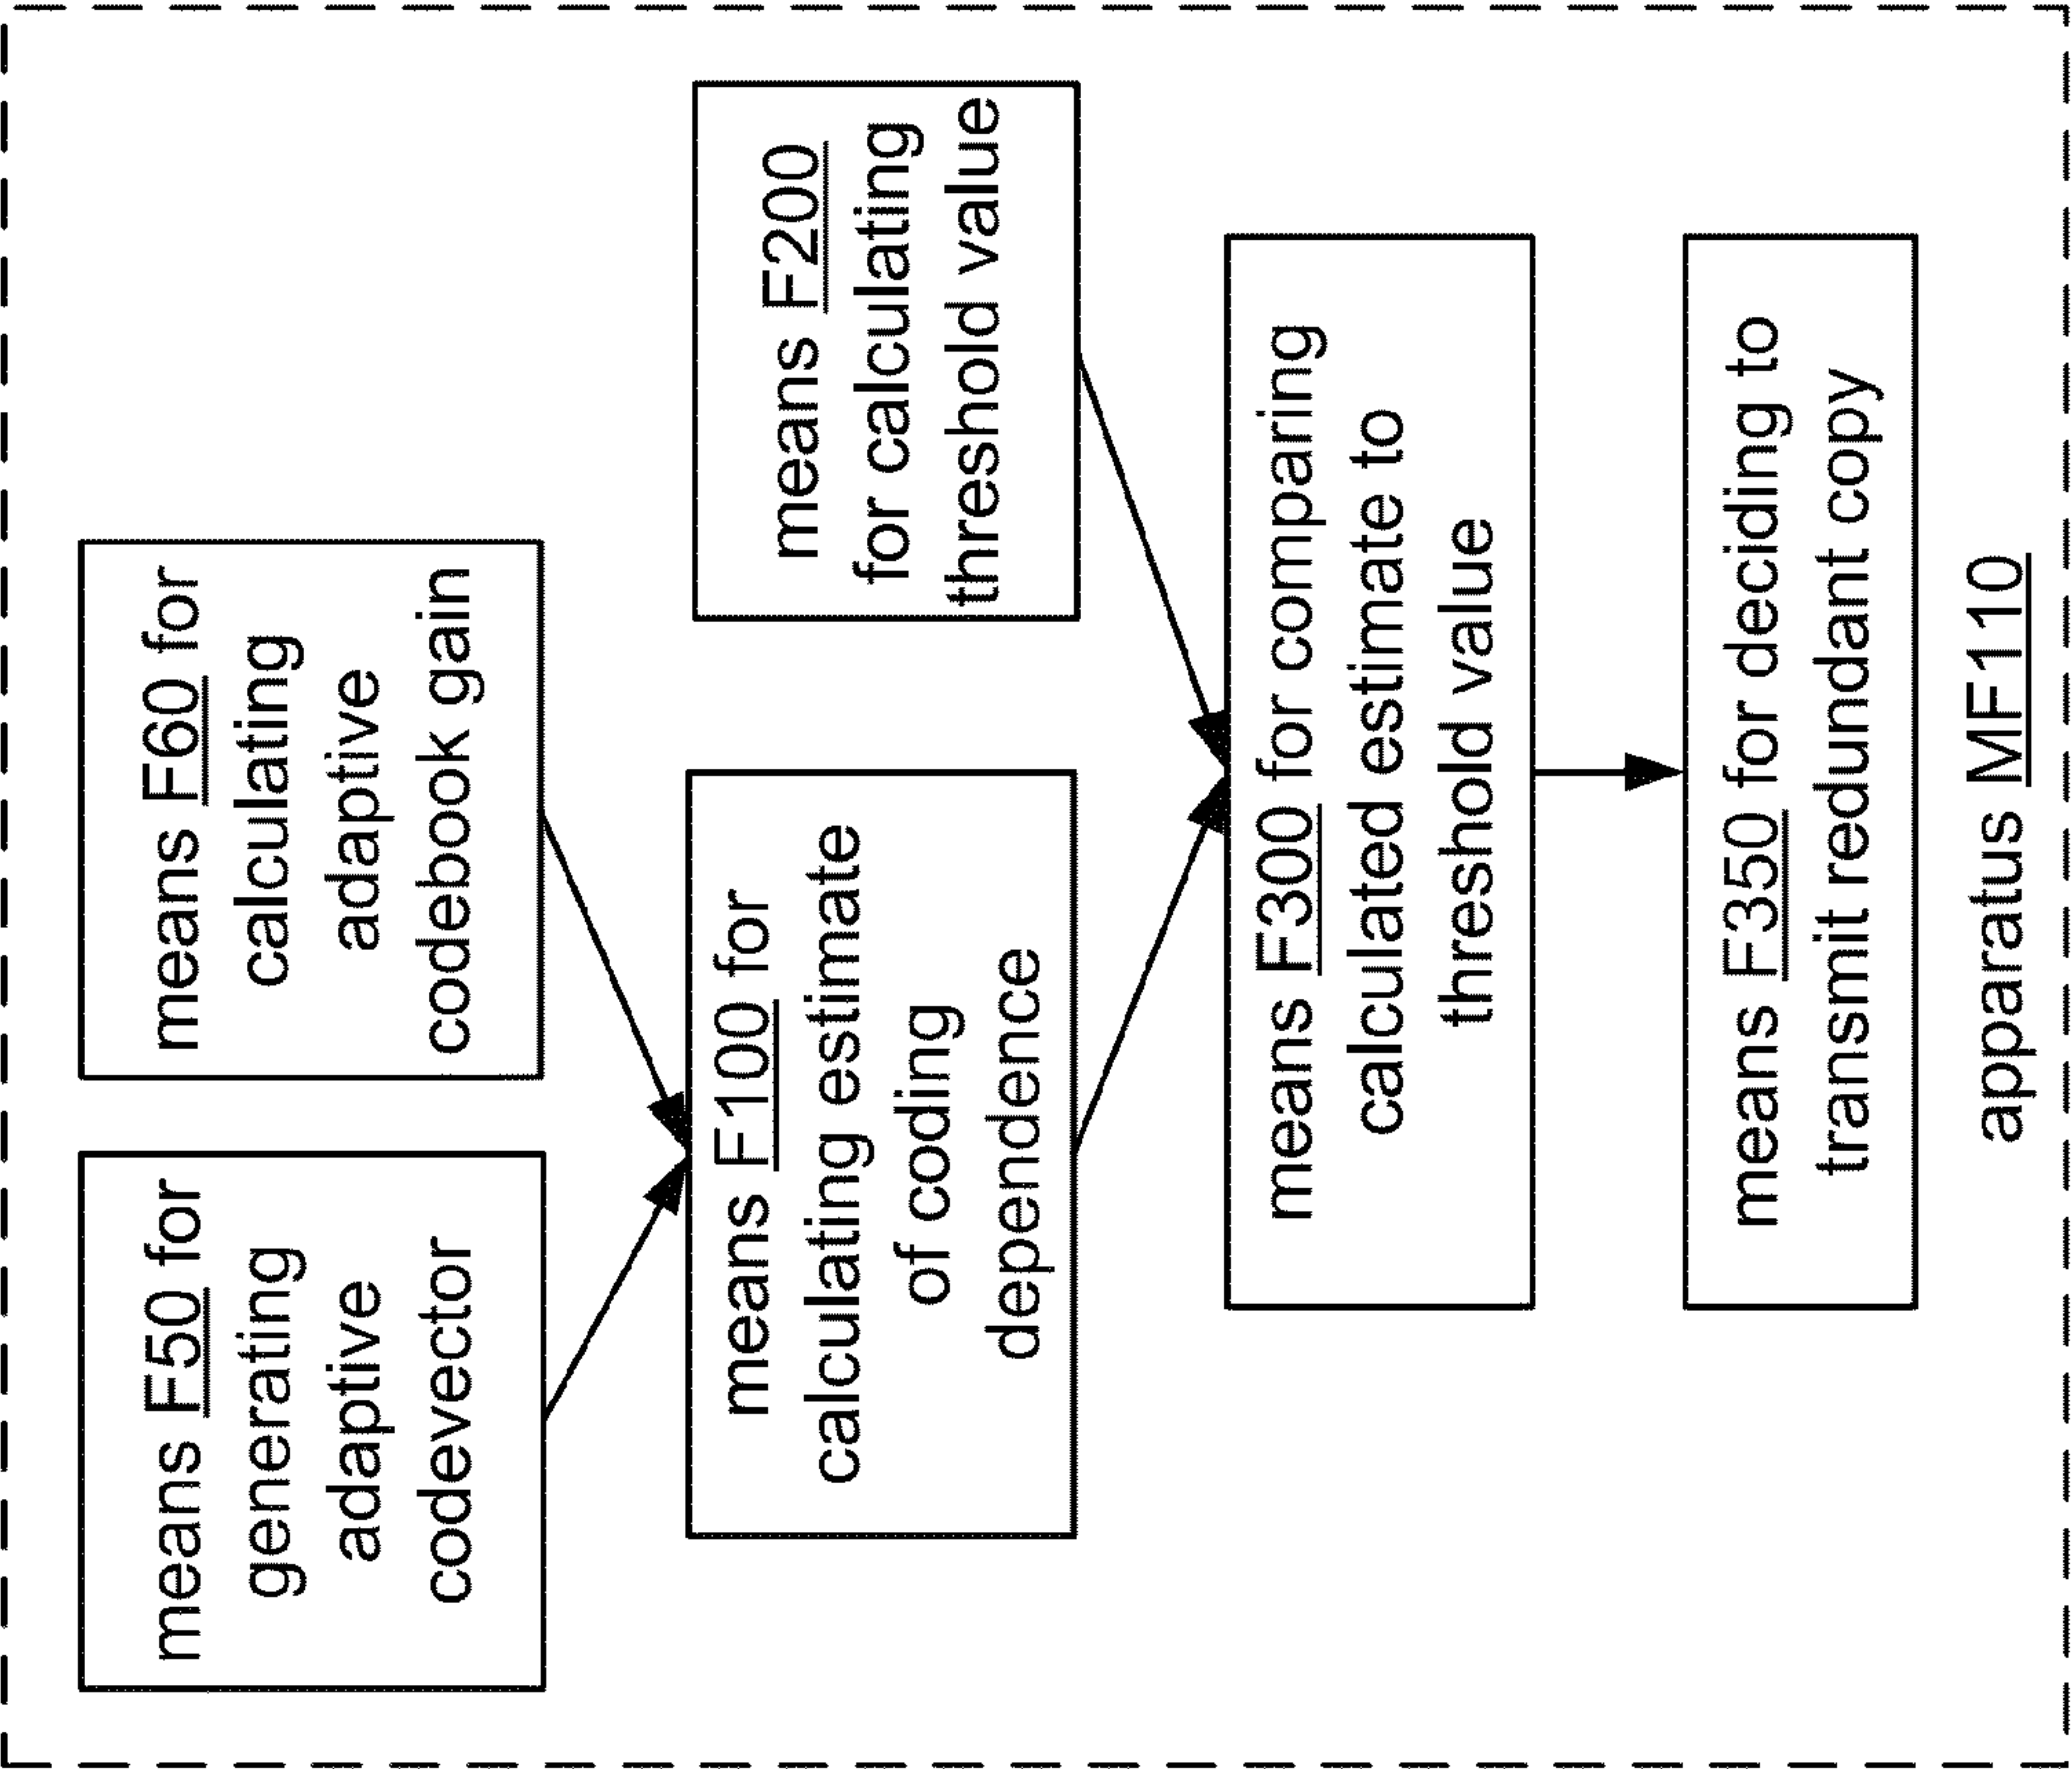 means F50 for
generating
adaptive
codevector
means F60 for
calculating
adaptive
codebook gain
means F100 for
calculating estimate
of coding
dependence
means F200
for calculating
threshold value
means F300 for comparing
calculated estimate to
threshold value
means F350 for deciding to
transmit redundant copy
apparatus MF110